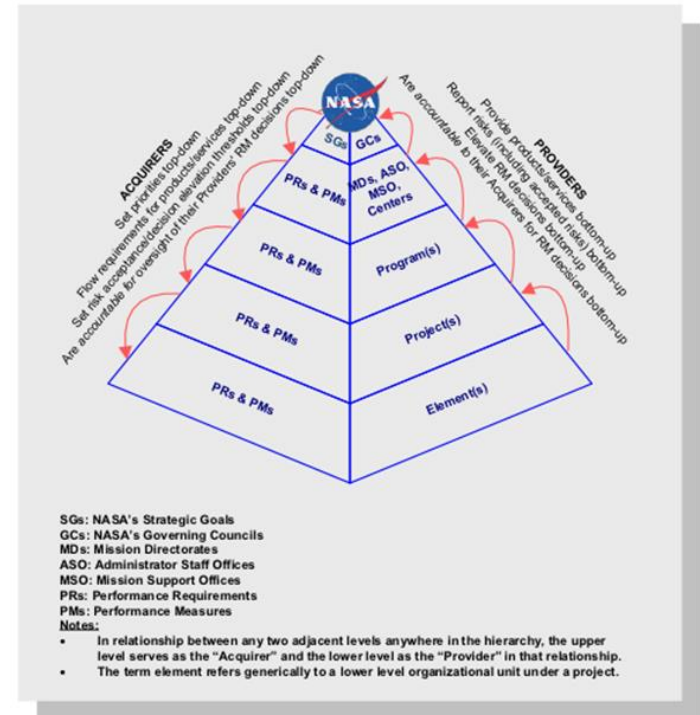 NASA
ACQUIRERS
Set priorities top-down
Flow requirements for products/services top-down
Set risk acceptance/decision elevation thresholds top-down
Are accountable for oversight of their Providers' RM decisions top-down
PROVIDERS
Provide products/services bottom-up
Report risks (including accepted risks) bottom-up
Elevate RM decisions bottom-up
Are accountable to their Acquirers for RM decisions bottom-up
SGs
GCs
PRs & PMs
MDs, ASO,
MSO,
Centers
PRs & PMs
Program(s)
PRs & PMs
Project(s)
PRs & PMs
Element(s)
SGs: NASA's Strategic Goals
GCs: NASA's Governing Councils
MDs: Mission Directorates
ASO: Administrator Staff Offices
MSO: Mission Support Offices
PRs: Performance Requirements
PMs: Performance Measures
Notes:
• In relationship between any two adjacent levels anywhere in the hierarchy, the upper
level serves as the “Acquirer” and the lower level as the “Provider” in that relationship.
• The term element refers generically to a lower level organizational unit under a project.